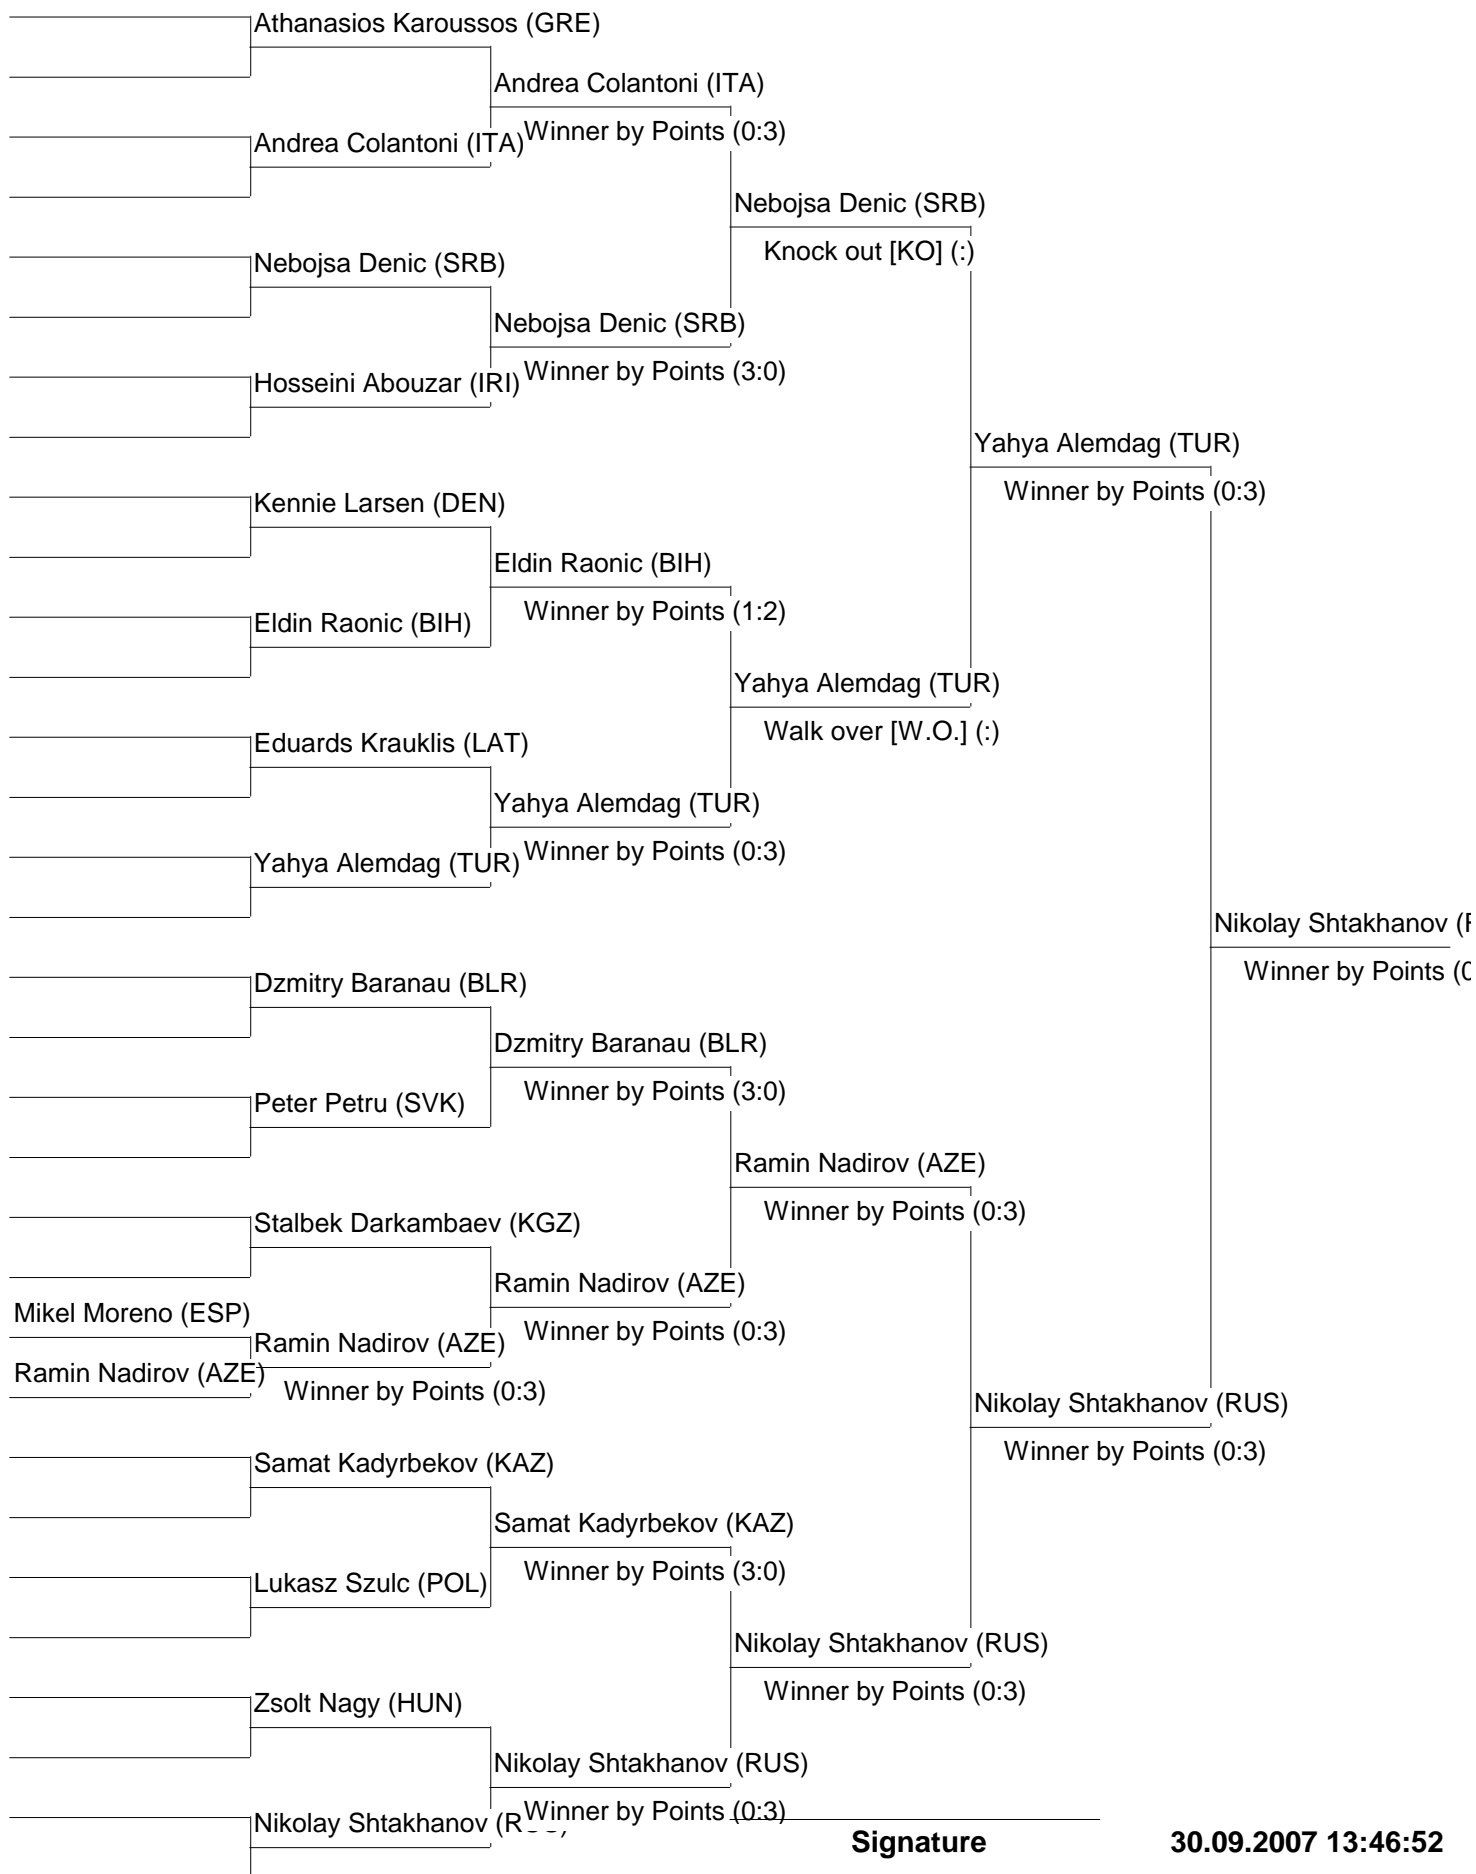 Athanasios Karoussos (GRE)
Andrea Colantoni (ITA)
Winner by Points (0:3)
Andrea Colantoni (ITA)
Nebojsa Denic (SRB)
Knock out [KO] (:)
Nebojsa Denic (SRB)
Nebojsa Denic (SRB)
Winner by Points (3:0)
Hosseini Abouzar (IRI)
Yahya Alemdag (TUR)
Winner by Points (0:3)
Kennie Larsen (DEN)
Eldin Raonic (BIH)
Winner by Points (1:2)
Eldin Raonic (BIH)
Yahya Alemdag (TUR)
Walk over [W.O.] (:)
Eduards Krauklis (LAT)
Yahya Alemdag (TUR)
Winner by Points (0:3)
Yahya Alemdag (TUR)
Nikolay Shtakhanov
Winner by Points
Dzmitry Baranau (BLR)
Dzmitry Baranau (BLR)
Winner by Points (3:0)
Peter Petru (SVK)
Ramin Nadirov (AZE)
Winner by Points (0:3)
Stalbek Darkambaev (KGZ)
Ramin Nadirov (AZE)
Winner by Points (0:3)
Mikel Moreno (ESP)
Ramin Nadirov (AZE)
Ramin Nadirov (AZE)
Winner by Points (0:3)
Nikolay Shtakhanov (RUS)
Winner by Points (0:3)
Samat Kadyrbekov (KAZ)
Samat Kadyrbekov (KAZ)
Winner by Points (3:0)
Lukasz Szulc (POL)
Nikolay Shtakhanov (RUS)
Winner by Points (0:3)
Zsolt Nagy (HUN)
Nikolay Shtakhanov (RUS)
Winner by Points (0:3)
Nikolay Shtakhanov
Signature
30.09.2007 13:46:52